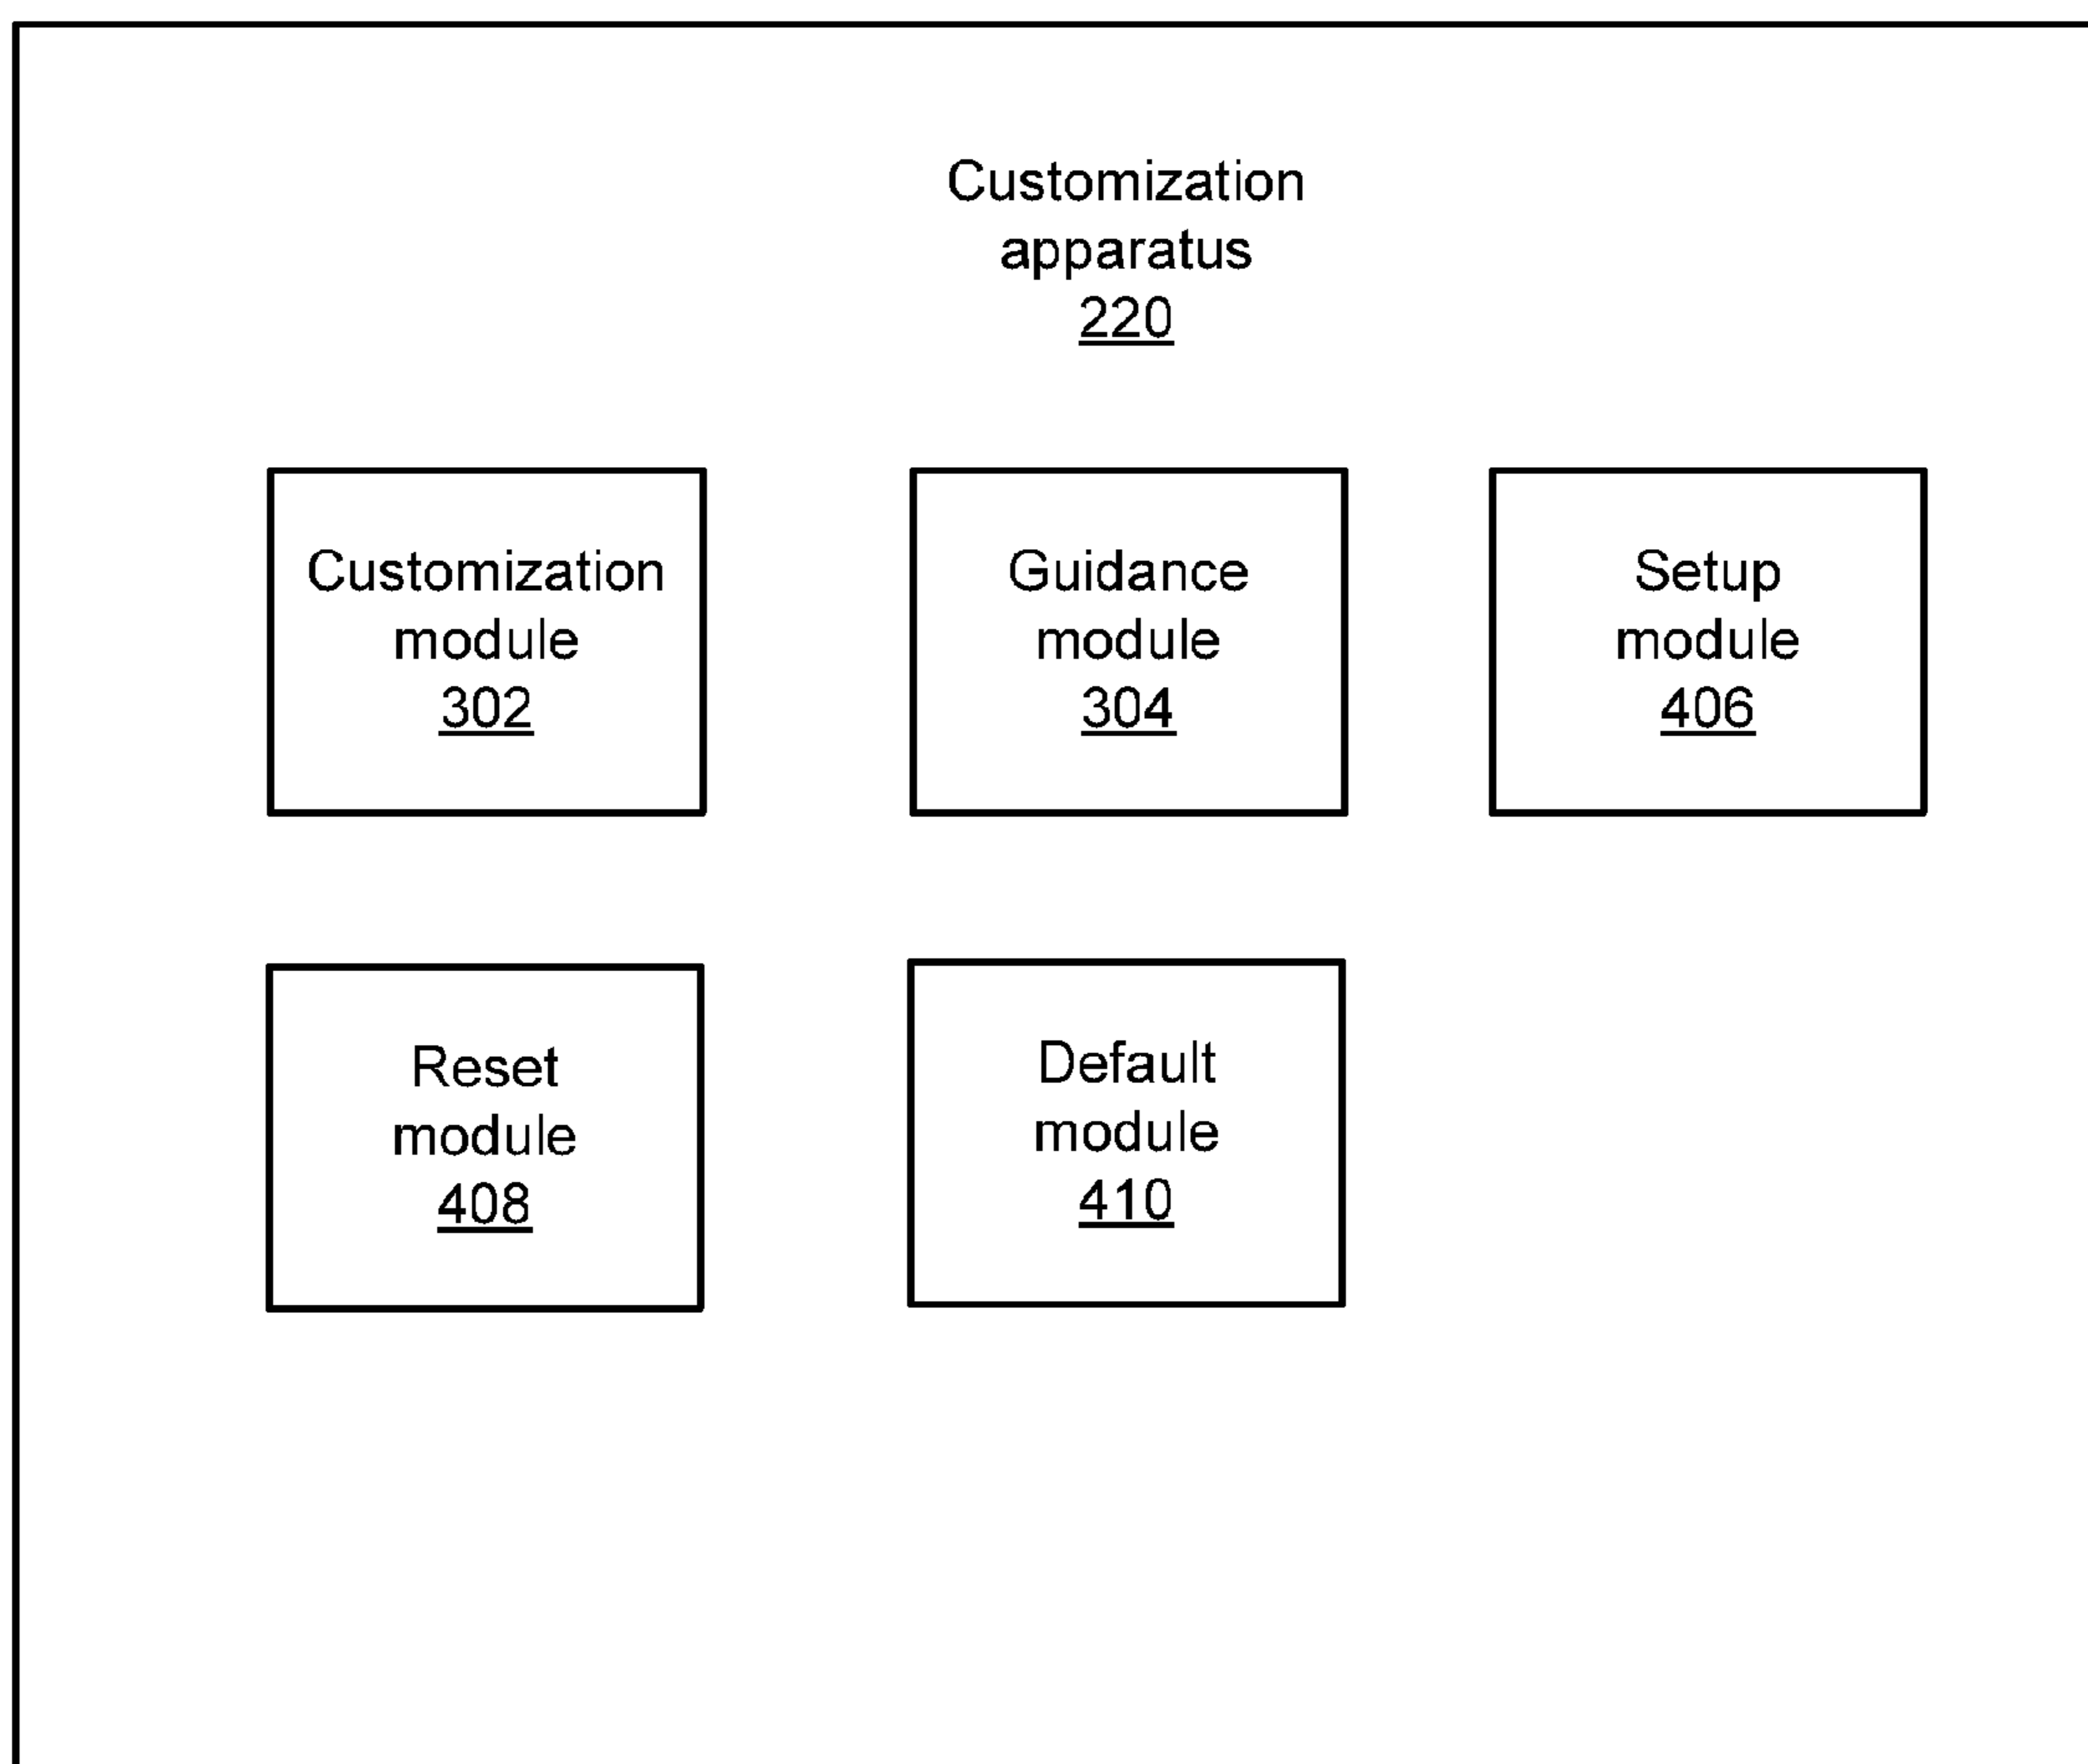 Customization
apparatus
220
Customization
module
302
Guidance
module
304
Setup
module
406
Reset
module
408
Default
module
410